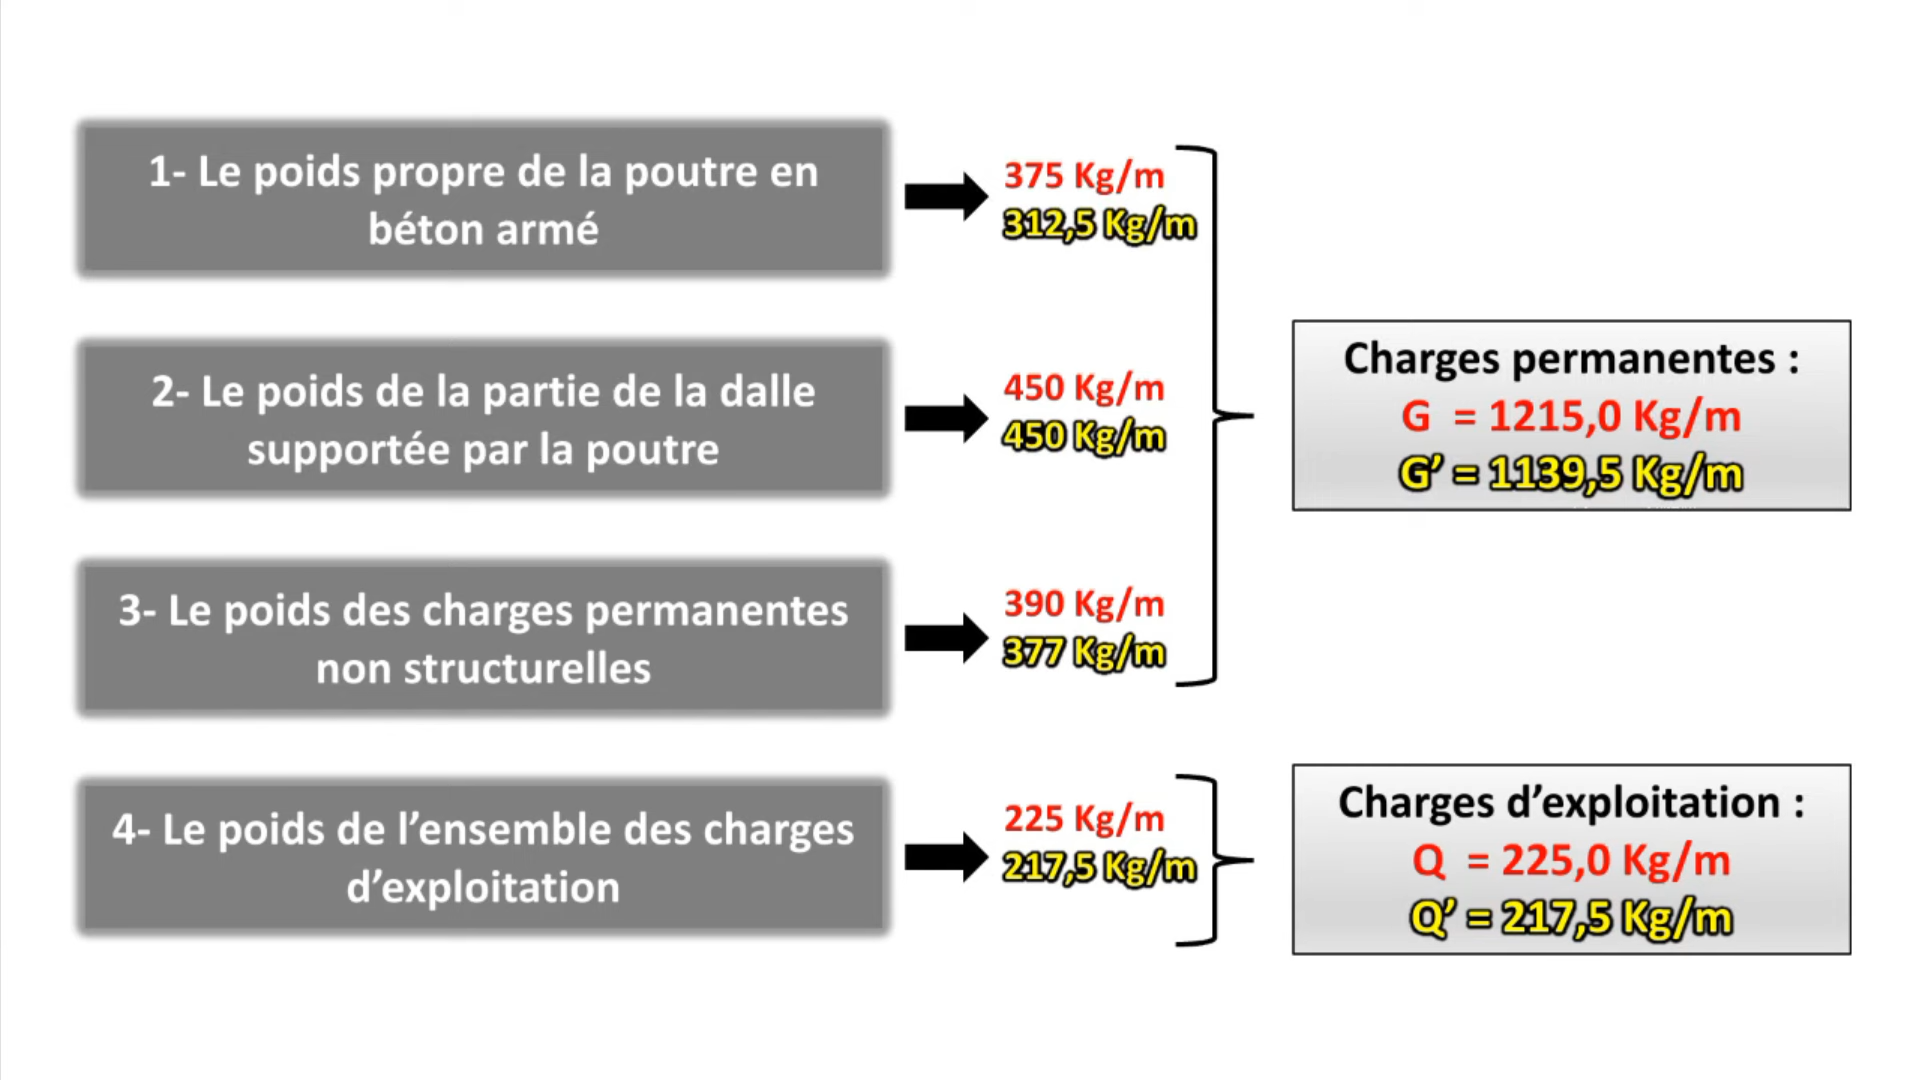 1- Le poids propre de la poutre en
béton armé
375 Kg/m
312,5 Kg/m
2- Le poids de la partie de la dalle
supportée par la poutre
450 Kg/m
450 Kg/m
3- Le poids des charges permanentes
non structurelles
390 Kg/m
377 Kg/m
Charges permanentes :
G = 1215,0 Kg/m
G’ = 1139,5 Kg/m
4- Le poids de l’ensemble des charges
d’exploitation
225 Kg/m
217,5 Kg/m
Charges d’exploitation :
Q = 225,0 Kg/m
Q’ = 217,5 Kg/m